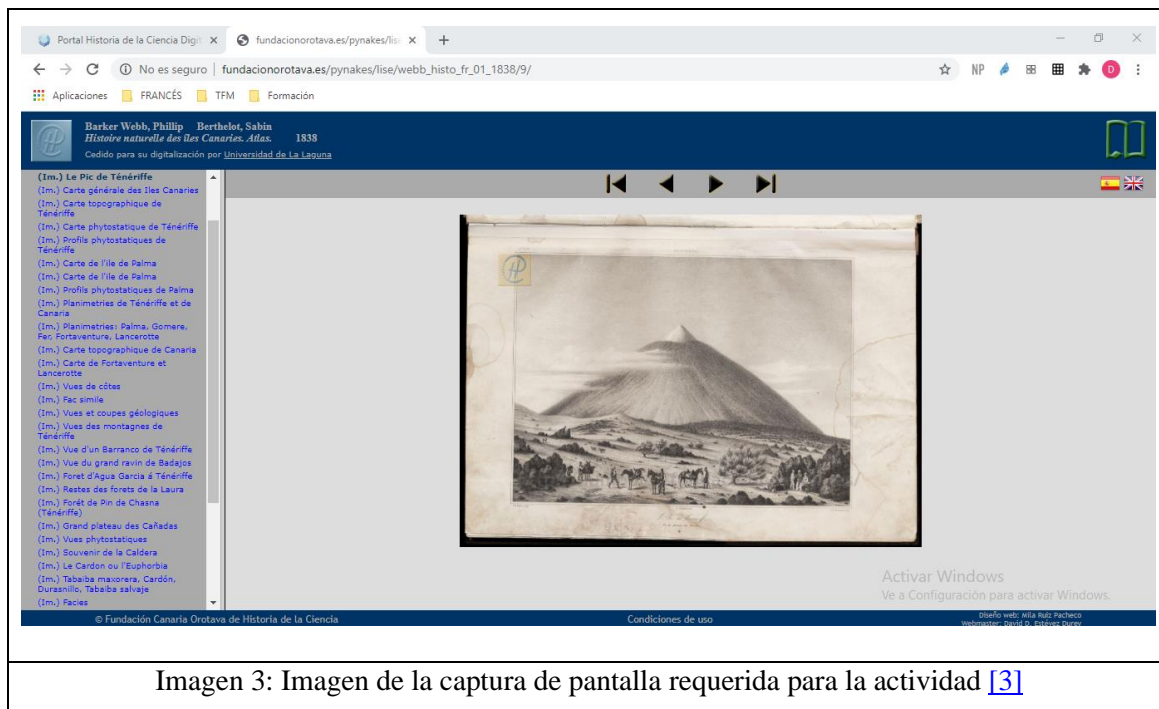 Portal Historia de la Ciencia Digit
fundacionorotava.es/pynakes/lis
No es seguro | fundacionorotava.es/pynakes/lise/webb_histo_fr_01_1838/9/
NP
D
Aplicaciones FRANCÉS TFM Formación
Barker Webb, Phillip Berthelot, Sabin
Histoire naturelle des îles Canaries. Atlas. 1838
Cedido para su digitalización por Universidad de La Laguna
(Im.) Le Pic de Ténériffe
(Im.) Carte générale des Iles Canaries
(Im.) Carte topographique de
Ténériffe
(Im.) Carte phytostatique de Ténériffe
(Im.) Profils phytostatiques de
Ténériffe
(Im.) Carte de l'ile de Palma
(Im.) Carte de l'ile de Palma
(Im.) Profils phytostatiques de Palma
(Im.) Planimetries de Ténériffe et de
Canaria
(Im.) Planimetries: Palma, Gomere,
Fer, Fortaventure, Lancerotte
(Im.) Carte topographique de Canaria
(Im.) Carte de Fortaventure et
Lancerotte
(Im.) Vues de côtes
(Im.) Fac simile
(Im.) Vues et coupes géologiques
(Im.) Vues des montagnes de
Ténériffe
(Im.) Vue d'un Barranco de Ténériffe
(Im.) Vue du grand ravin de Badajos
(Im.) Foret d'Agua Garcia á Ténériffe
(Im.) Restes des forets de la Laura
(Im.) Forét de Pin de Chasna
(Ténériffe)
(Im.) Grand plateau des Cañadas
(Im.) Vues phytostatiques
(Im.) Souvenir de la Caldera
(Im.) Le Cardon ou l'Euphorbia
(Im.) Tabaiba maxorera, Cardón,
Durasnillo, Tabaiba salvaje
(Im.) Facies
Activar Windows
Ve a Configuración para activar Windows.
© Fundación Canaria Orotava de Historia de la Ciencia
Condiciones de uso
Diseño web: Mila Ruiz Pacheco
Webmaster: David D. Estévez Durey
Imagen 3: Imagen de la captura de pantalla requerida para la actividad [3]